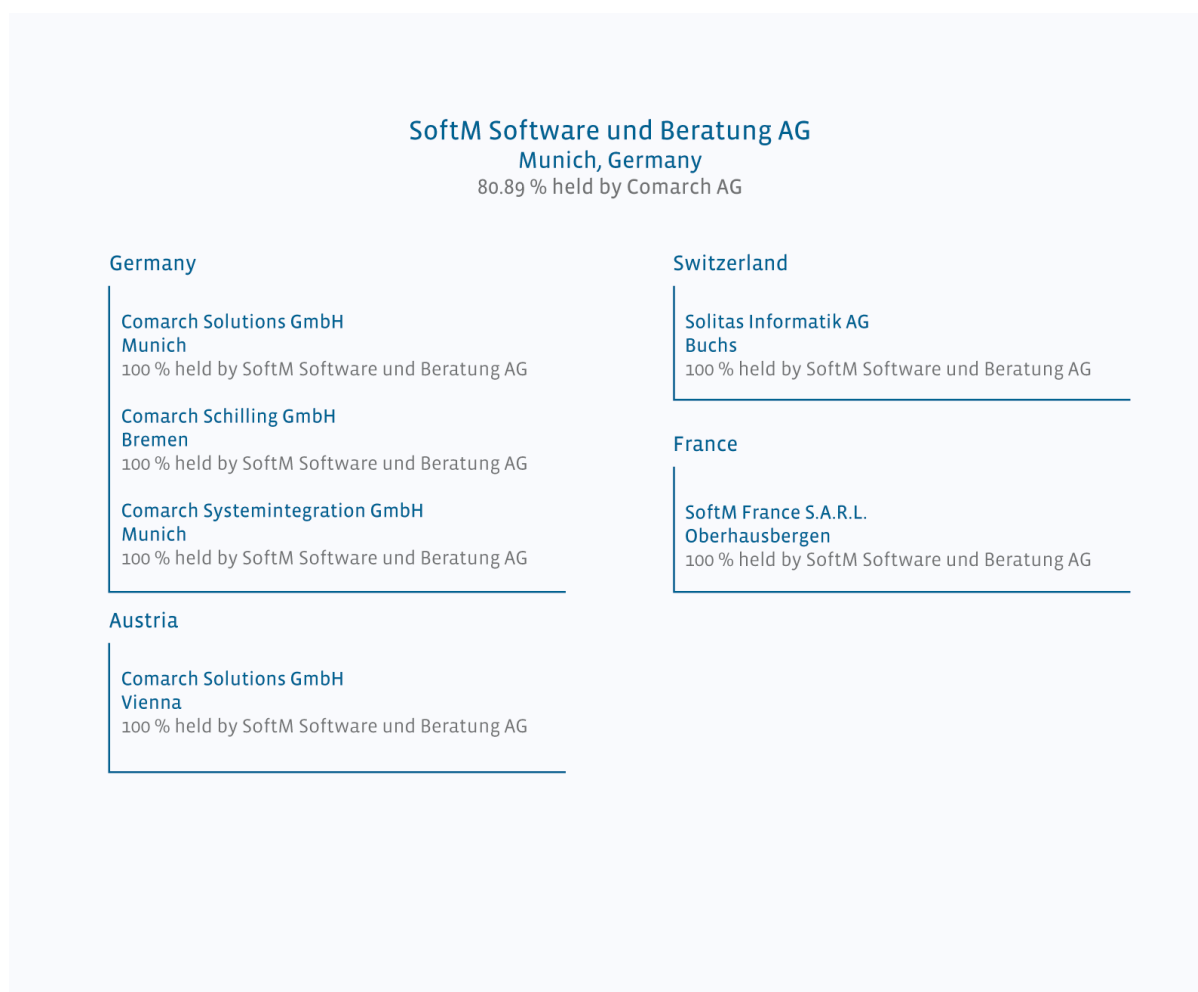 SoftM Software und Beratung AG
Munich, Germany
80.89 % held by Comarch AG
Germany
Comarch Solutions GmbH
Munich
100 % held by SoftM Software und Beratung AG
Comarch Schilling GmbH
Bremen
100 % held by SoftM Software und Beratung AG
Comarch Systemintegration GmbH
Munich
100 % held by SoftM Software und Beratung AG
Austria
Comarch Solutions GmbH
Vienna
100 % held by SoftM Software und Beratung AG
Switzerland
Solitas Informatik AG
Buchs
100 % held by SoftM Software und Beratung AG
France
SoftM France S.A.R.L.
Oberhausbergen
100 % held by SoftM Software und Beratung AG